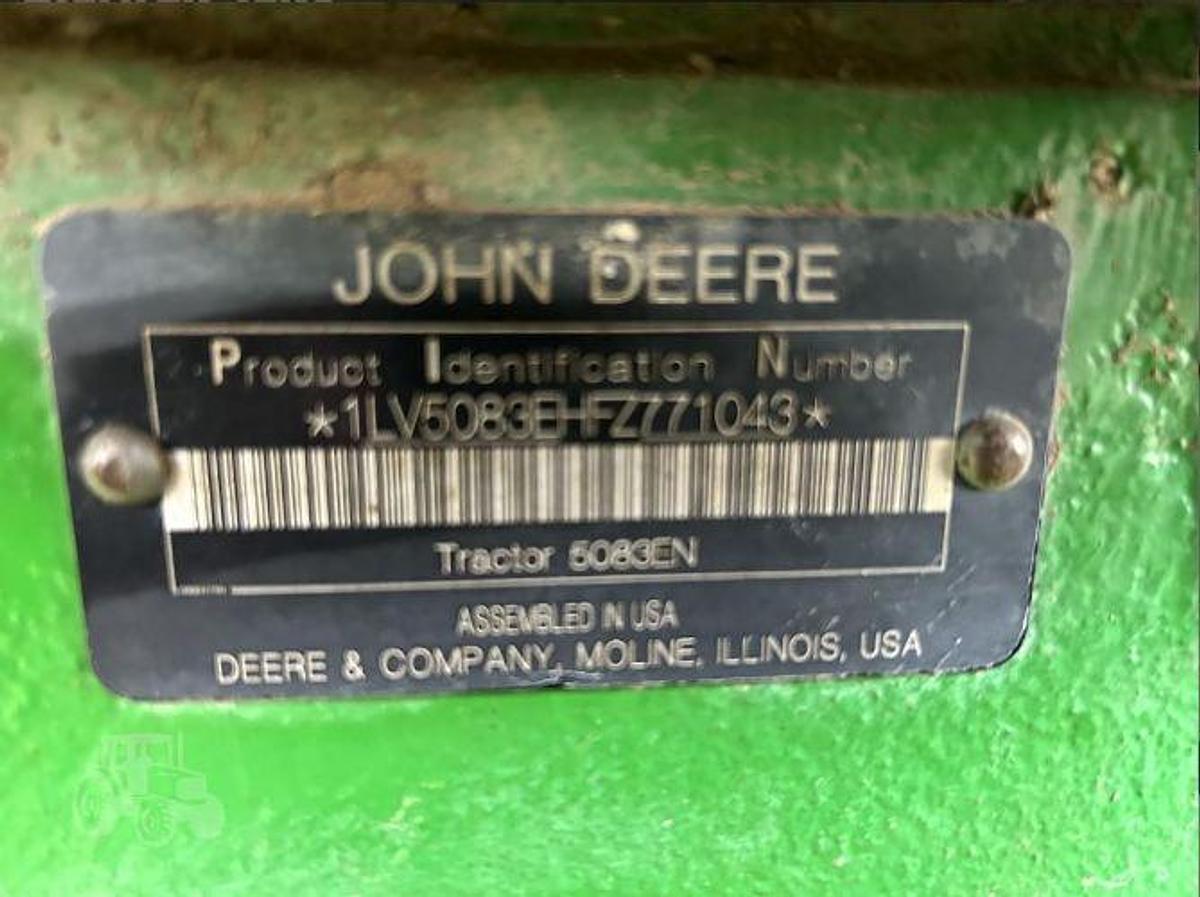 JOHN DEERE
Product Identification Number
*1LV5083EHFZ771043*
Tractor 5083EN
ASSEMBLED IN USA
DEERE & COMPANY, MOLINE, ILLINOIS, USA